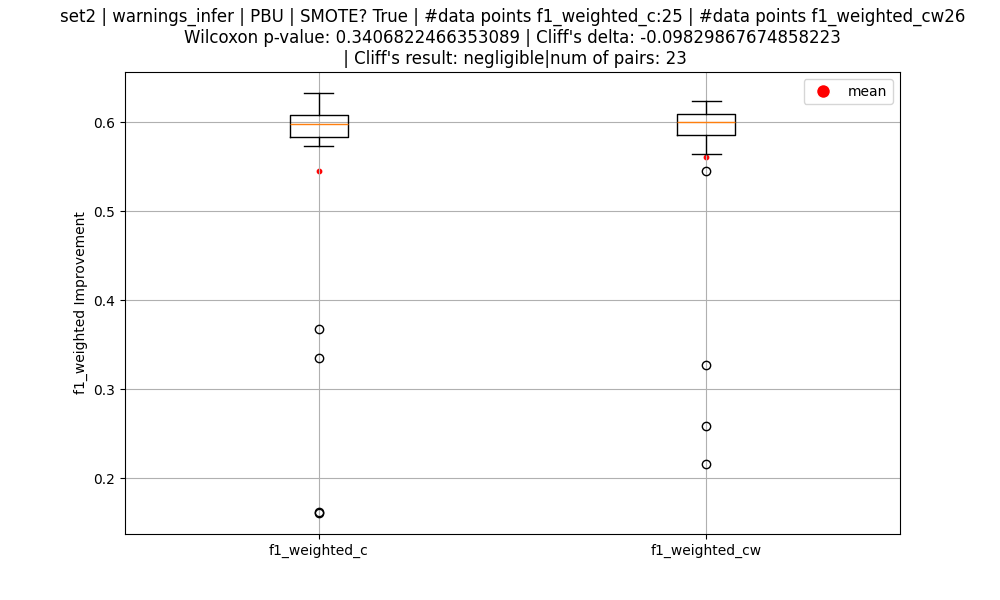 set2 | warnings_infer | PBU | SMOTE? True | #data points f1_weighted_c:25 | #data points f1_weighted_cw26
Wilcoxon p-value: 0.3406822466353089 | Cliff's delta: -0.09829867674858223
| Cliff's result: negligible|num of pairs: 23
mean
0.6
0.5
0.4
0.3
0.2
f1_weighted Improvement
f1_weighted_c
f1_weighted_cw